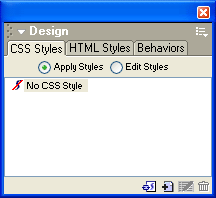 Design
CSS Styles HTML Styles Behaviors
Apply Styles Edit Styles
No CSS Style